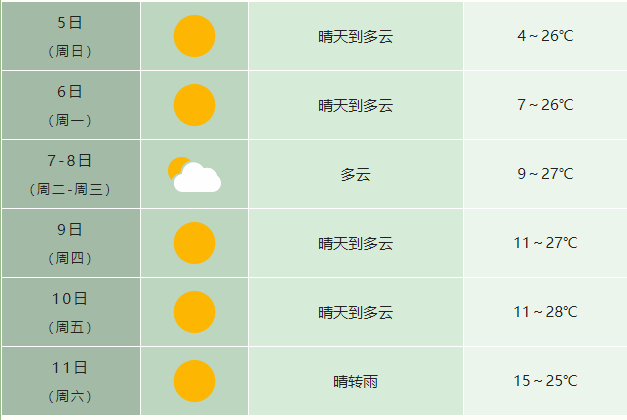 5日
（周日）
晴天到多云
4～26℃
6日
（周一）
晴天到多云
7～26℃
7-8日
（周二-周三）
多云
9～27℃
9日
（周四）
晴天到多云
11～27℃
10日
（周五）
晴天到多云
11～28℃
11日
（周六）
晴转雨
15～25℃